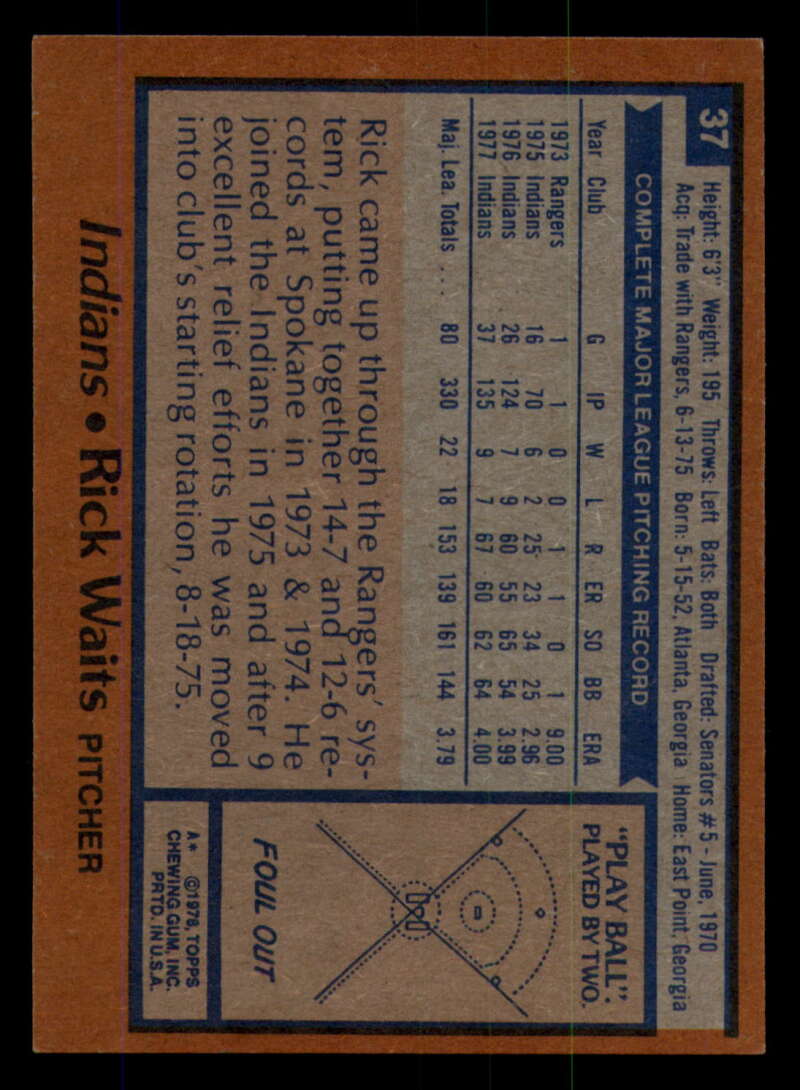 37
Height: 6'3" Weight: 195 Throws: Left Bats: Both Drafted: Senators #5 - June, 1970
Acq: Trade with Rangers, 6-13-75 Born: 5-15-52, Atlanta, Georgia Home: East Point, Georgia
COMPLETE MAJOR LEAGUE PITCHING RECORD
Year Club G IP W L R ER SO BB ERA
1973 Rangers 1 1 0 0 1 1 0 1 9.00
1975 Indians 16 70 6 2 25 23 34 25 2.96
1976 Indians 26 124 7 9 60 55 65 54 3.99
1977 Indians 37 135 9 7 67 60 62 64 4.00
Maj. Lea. Totals .... 80 330 22 18 153 139 161 144 3.79
Rick came up through the Rangers' sys-
tem, putting together 14-7 and 12-6 re-
cords at Spokane in 1973 & 1974. He
joined the Indians in 1975 and after 9
excellent relief efforts he was moved
into club's starting rotation, 8-18-75.
"PLAY BALL":
PLAYED BY TWO.
FOUL OUT
A* ©1978, TOPPS
CHEWING GUM, INC.
PRTD. IN U.S.A.
Indians • Rick Waits PITCHER